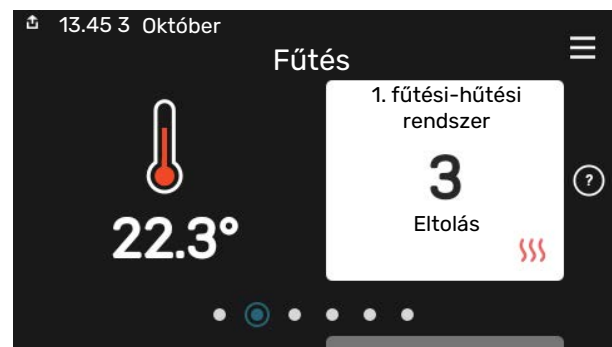 13.45 3 Október
Fűtés
1. fűtési-hűtési
rendszer
3
Eltolás
22.3°
?